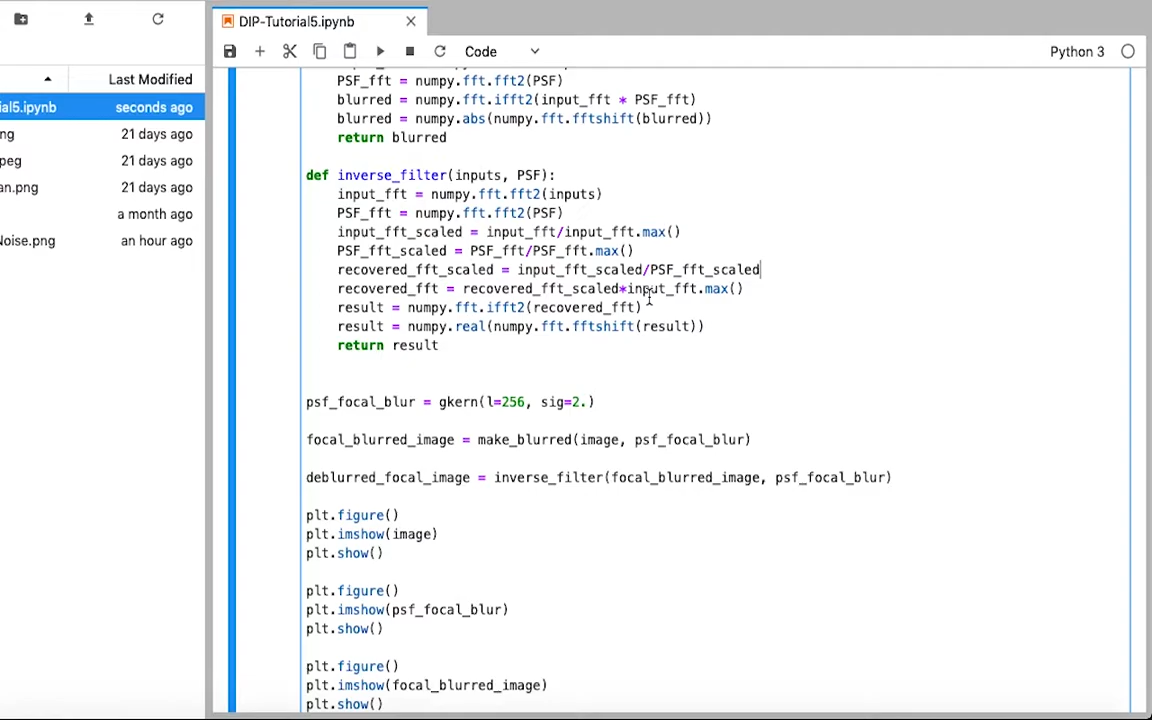 DIP-Tutorial5.ipynb
Code
Python 3
Last Modified
ial5.ipynb seconds ago
ng 21 days ago
peg 21 days ago
an.png 21 days ago
a month ago
Noise.png an hour ago
PSF_fft = numpy.fft.fft2(PSF)
blurred = numpy.fft.ifft2(input_fft * PSF_fft)
blurred = numpy.abs(numpy.fft.fftshift(blurred))
return blurred
def inverse_filter(inputs, PSF):
input_fft = numpy.fft.fft2(inputs)
PSF_fft = numpy.fft.fft2(PSF)
input_fft_scaled = input_fft/input_fft.max()
PSF_fft_scaled = PSF_fft/PSF_fft.max()
recovered_fft_scaled = input_fft_scaled/PSF_fft_scaled
recovered_fft = recovered_fft_scaled*input_fft.max()
result = numpy.fft.ifft2(recovered_fft)
result = numpy.real(numpy.fft.fftshift(result))
return result
psf_focal_blur = gkern(l=256, sig=2.)
focal_blurred_image = make_blurred(image, psf_focal_blur)
deblurred_focal_image = inverse_filter(focal_blurred_image, psf_focal_blur)
plt.figure()
plt.imshow(image)
plt.show()
plt.figure()
plt.imshow(psf_focal_blur)
plt.show()
plt.figure()
plt.imshow(focal_blurred_image)
plt.show()